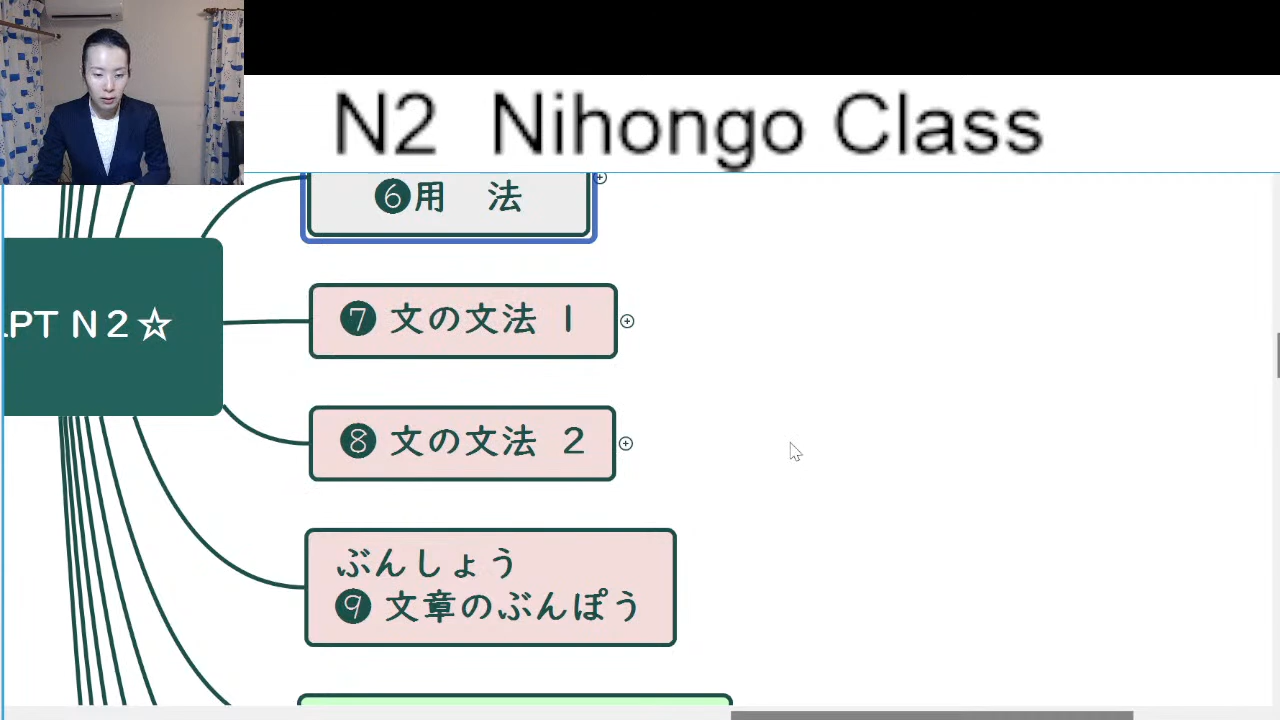 N2 Nihongo Class
❻用　法
LPT N２☆
❼ 文の文法 １
❽ 文の文法 ２
ぶんしょう
❾ 文章のぶんぽう